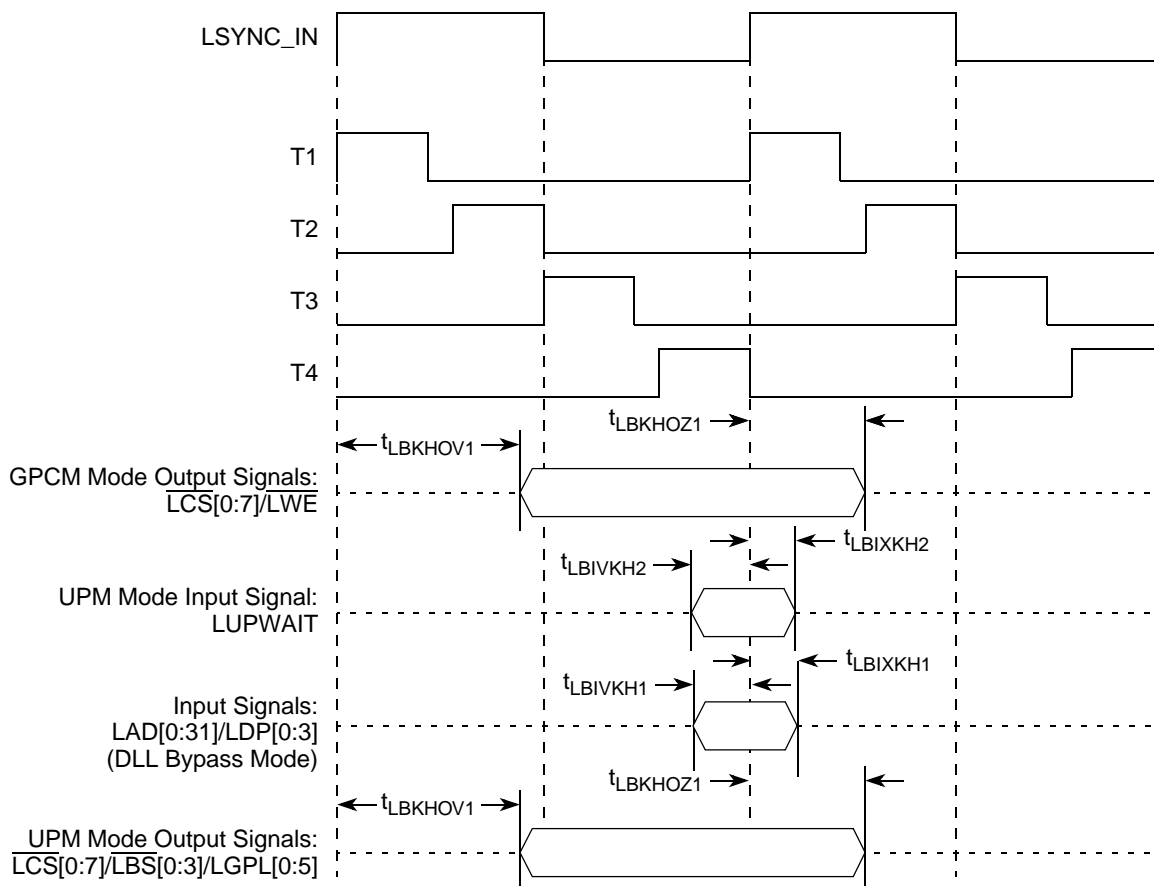 LSYNC_IN
T1
T2
T3
T4
tLBKHOZ1
tLBKHOV1
GPCM Mode Output Signals:
LCS[0:7]/LWE
tLBIXKH2
tLBIVKH2
UPM Mode Input Signal:
LUPWAIT
tLBIXKH1
tLBIVKH1
Input Signals:
LAD[0:31]/LDP[0:3]
(DLL Bypass Mode)
tLBKHOZ1
tLBKHOV1
UPM Mode Output Signals:
LCS[0:7]/LBS[0:3]/LGPL[0:5]